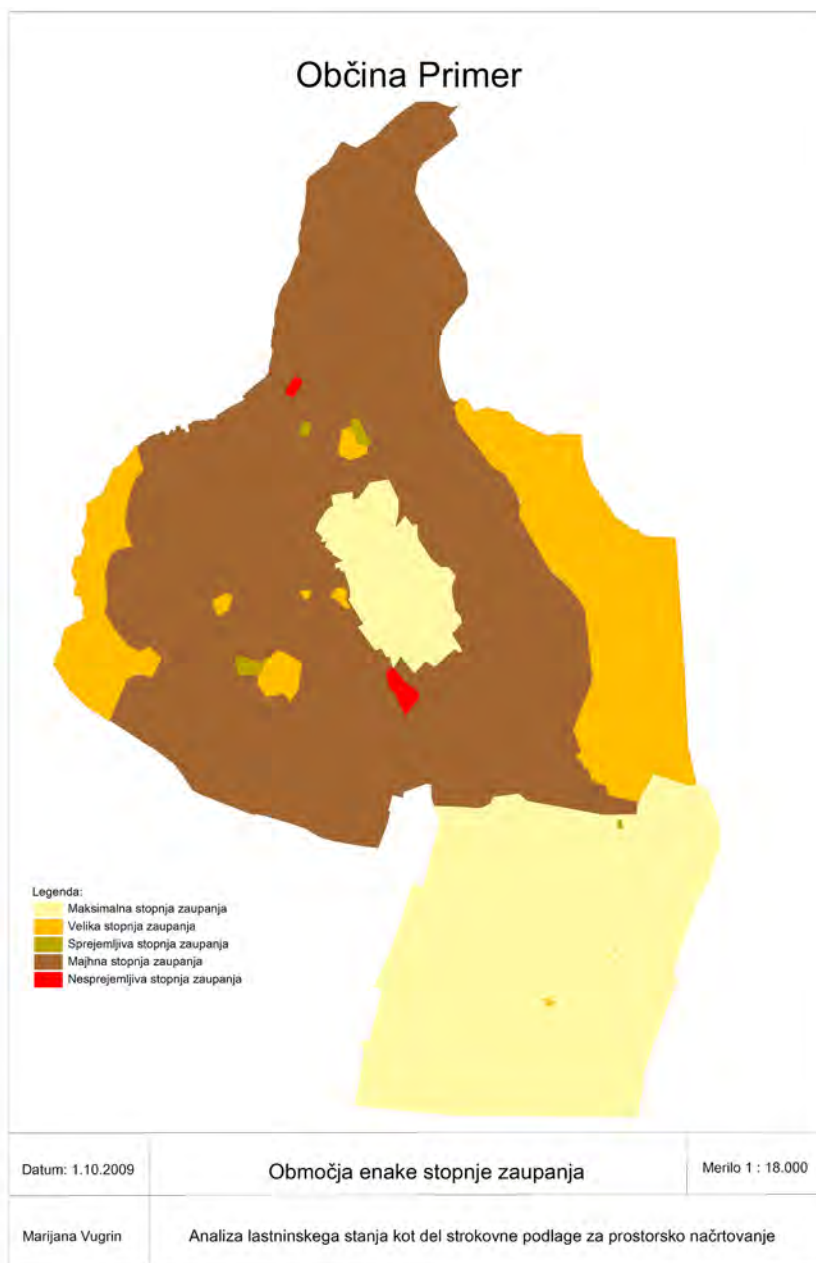 Občina Primer
Legenda:
Maksimalna stopnja zaupanja
Velika stopnja zaupanja
Sprejemljiva stopnja zaupanja
Majhna stopnja zaupanja
Nesprejemljiva stopnja zaupanja
Datum: 1.10.2009
Območja enake stopnje zaupanja
Merilo 1 : 18.000
Marijana Vugrin
Analiza lastninskega stanja kot del strokovne podlage za prostorsko načrtovanje